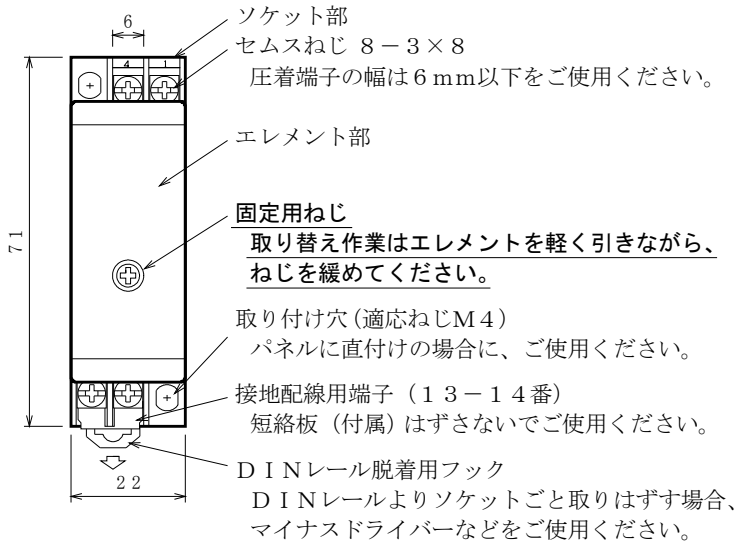 6
ソケット部
セムスねじ ８－３×８
圧着端子の幅は６ｍｍ以下をご使用ください。
4 1
エレメント部
71
固定用ねじ
取り替え作業はエレメントを軽く引きながら、
ねじを緩めてください。
取り付け穴(適応ねじＭ４)
パネルに直付けの場合に、ご使用ください。
接地配線用端子（１３－１４番）
短絡板（付属）はずさないでご使用ください。
22
ＤＩＮレール脱着用フック
ＤＩＮレールよりソケットごと取りはずす場合、
マイナスドライバーなどをご使用ください。